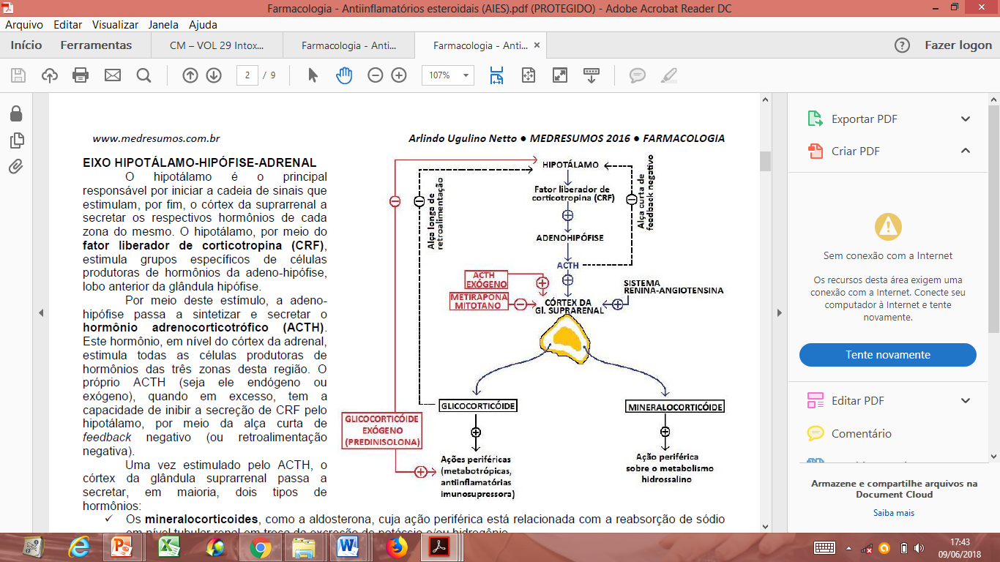 Farmacologia - Antiinflamatórios esteroidais (AIES).pdf (PROTEGIDO) - Adobe Acrobat Reader DC
Arquivo Editar Visualizar Janela Ajuda
Início Ferramentas CM – VOL 29 Intox... Farmacologia - Anti... Farmacologia - Anti... × Fazer logon
2 / 9 107%
www.medresumos.com.br Arlindo Ugulino Netto ● MEDRESUMOS 2016 ● FARMACOLOGIA
EIXO HIPOTÁLAMO-HIPÓFISE-ADRENAL
O hipotálamo é o principal
responsável por iniciar a cadeia de sinais que
estimulam, por fim, o córtex da suprarrenal a
secretar os respectivos hormônios de cada
zona do mesmo. O hipotálamo, por meio do
fator liberador de corticotropina (CRF),
estimula grupos específicos de células
produtoras de hormônios da adeno-hipófise,
lobo anterior da glândula hipófise.
Por meio deste estímulo, a adeno-
hipófise passa a sintetizar e secretar o
hormônio adrenocorticotrófico (ACTH).
Este hormônio, em nível do córtex da adrenal,
estimula todas as células produtoras de
hormônios das três zonas desta região. O
próprio ACTH (seja ele endógeno ou
exógeno), quando em excesso, tem a
capacidade de inibir a secreção de CRF pelo
hipotálamo, por meio da alça curta de
feedback negativo (ou retroalimentação
negativa).
Uma vez estimulado pelo ACTH, o
córtex da glândula suprarrenal passa a
secretar, em maioria, dois tipos de
hormônios:
✓ Os mineralocorticoides, como a aldosterona, cuja ação periférica está relacionada com a reabsorção de sódio
em nível tubular renal em troca da excreção de potássio e/ou hidrogênio.
HIPOTÁLAMO
Fator liberador de
corticotropina (CRF)
ADENOHIPÓFISE
ACTH
Alça longa de
retroalimentação
Alça curta de
feedback negativo
ACTH
EXÓGENO
METIRAPONA
MITOTANO
SISTEMA
RENINA-ANGIOTENSINA
CÓRTEX DA
Gl. SUPRARENAL
GLICOCORTICÓIDE
MINERALOCORTICÓIDE
GLICOCORTICÓIDE
EXÓGENO
(PREDINISOLONA)
Ações periféricas
(metabotrópicas,
antiinflamatórias
imunosupressora)
Ação periférica
sobre o metabolismo
hidrossalino
Exportar PDF
Criar PDF
Sem conexão com a Internet
Os recursos desta área exigem uma
conexão com a Internet. Conecte seu
computador à Internet e tente
novamente.
Tente novamente
Editar PDF
Comentário
Armazene e compartilhe arquivos na
Document Cloud
Saiba mais
17:43
09/06/2018